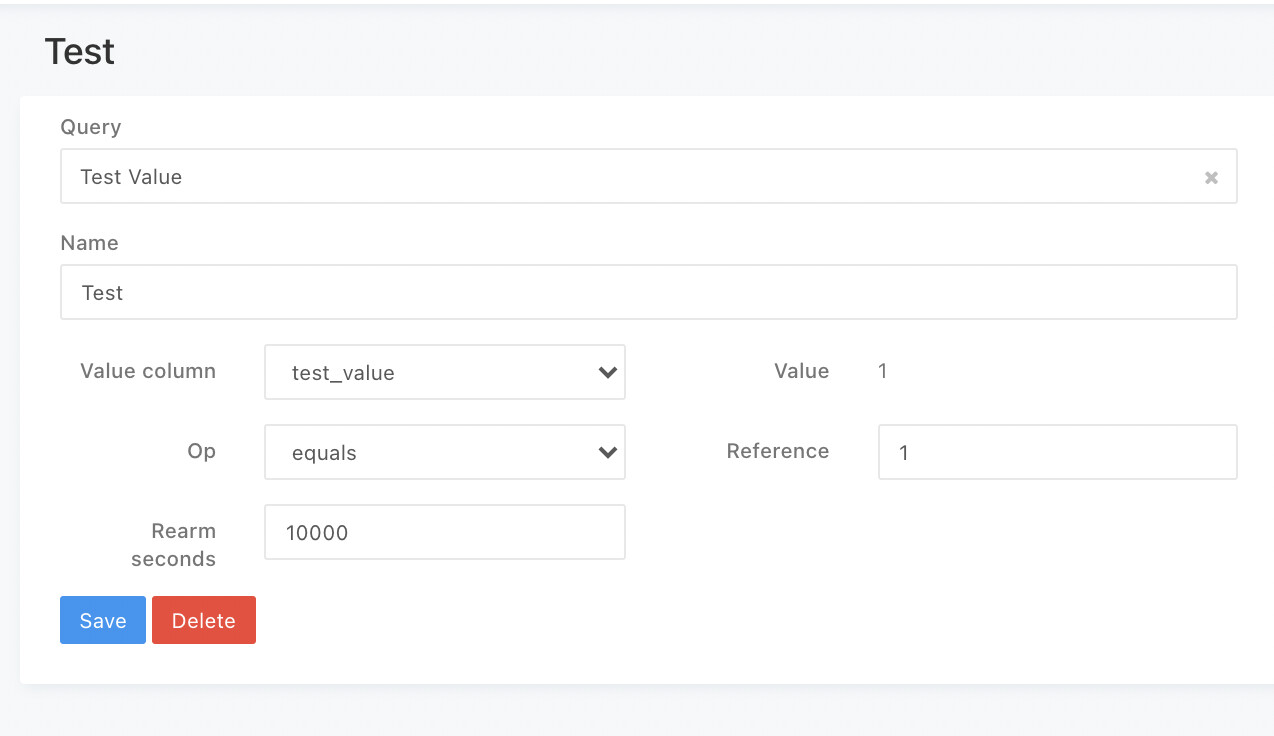 Test
Query
Test Value
Name
Test
Value column
test_value
Value
1
Op
equals
Reference
1
Rearm
seconds
10000
Save
Delete